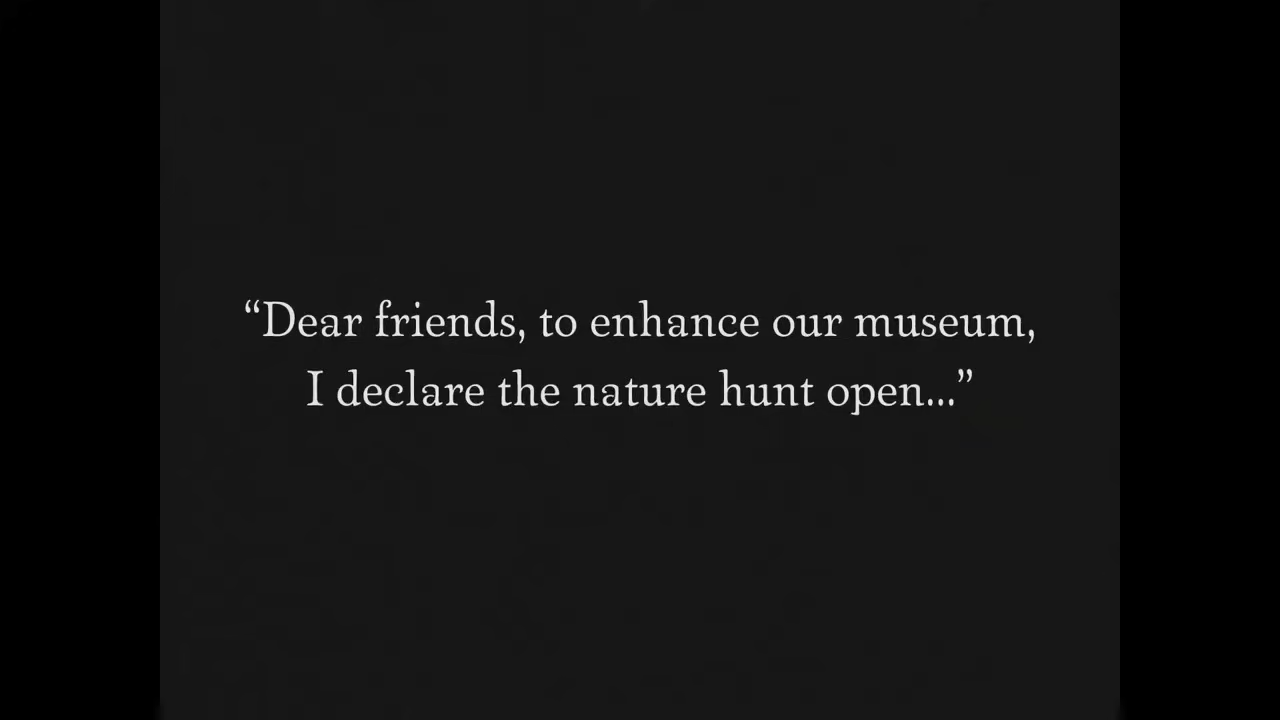 “Dear friends, to enhance our museum,
I declare the nature hunt open...”